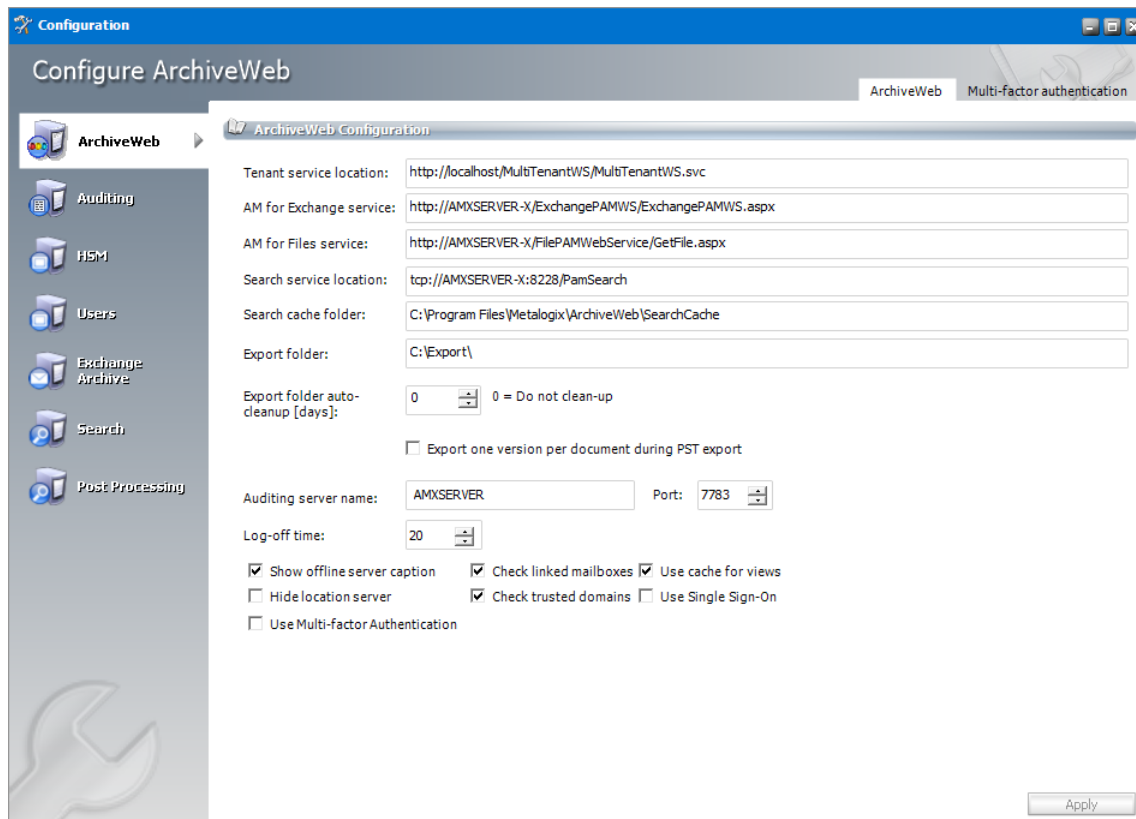 Configuration
Configure ArchiveWeb
ArchiveWeb Multi-factor authentication
ArchiveWeb
Auditing
HSM
Users
Exchange
Archive
Search
Post Processing
ArchiveWeb Configuration
Tenant service location: http://localhost/MultiTenantWS/MultiTenantWS.svc
AM for Exchange service: http://AMXSERVER-X/ExchangePAMWS/ExchangePAMWS.aspx
AM for Files service: http://AMXSERVER-X/FilePAMWebService/GetFile.aspx
Search service location: tcp://AMXSERVER-X:8228/PamSearch
Search cache folder: C:\Program Files\Metalogix\ArchiveWeb\SearchCache
Export folder: C:\Export\
Export folder auto-
cleanup [days]: 0 0 = Do not clean-up
Export one version per document during PST export
Auditing server name: AMXSERVER Port: 7783
Log-off time: 20
Show offline server caption Check linked mailboxes Use cache for views
Hide location server Check trusted domains Use Single Sign-On
Use Multi-factor Authentication
Apply